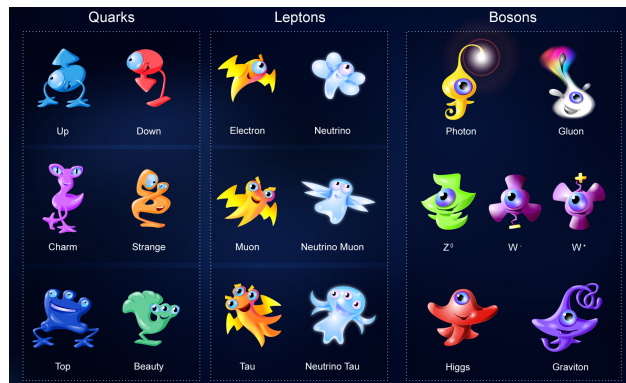 Quarks
Leptons
Bosons
Up
Down
Electron
Neutrino
Photon
Gluon
Charm
Strange
Muon
Neutrino Muon
Z⁰
W⁻
W⁺
Top
Beauty
Tau
Neutrino Tau
Higgs
Graviton